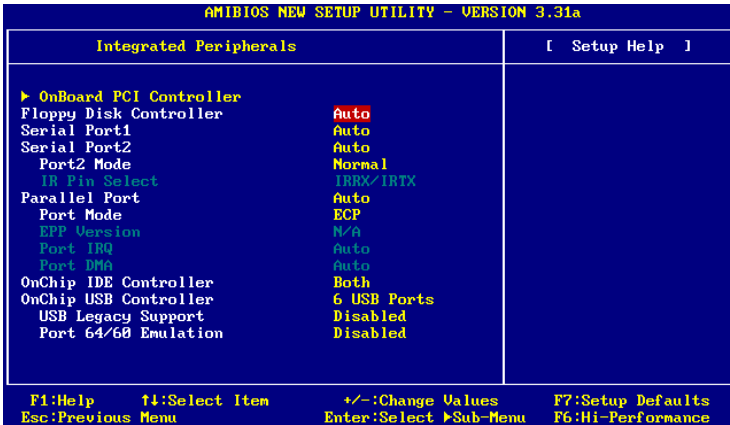 AMIBIOS NEW SETUP UTILITY - VERSION 3.31a
Integrated Peripherals
[ Setup Help ]
▶ OnBoard PCI Controller
Floppy Disk Controller Auto
Serial Port1 Auto
Serial Port2 Auto
Port2 Mode Normal
IR Pin Select IRRX/IRTX
Parallel Port Auto
Port Mode ECP
EPP Version N/A
Port IRQ Auto
Port DMA Auto
OnChip IDE Controller Both
OnChip USB Controller 6 USB Ports
USB Legacy Support Disabled
Port 64/60 Emulation Disabled
F1:Help ↑↓:Select Item +/-:Change Values F7:Setup Defaults
Esc:Previous Menu Enter:Select ▶Sub-Menu F6:Hi-Performance